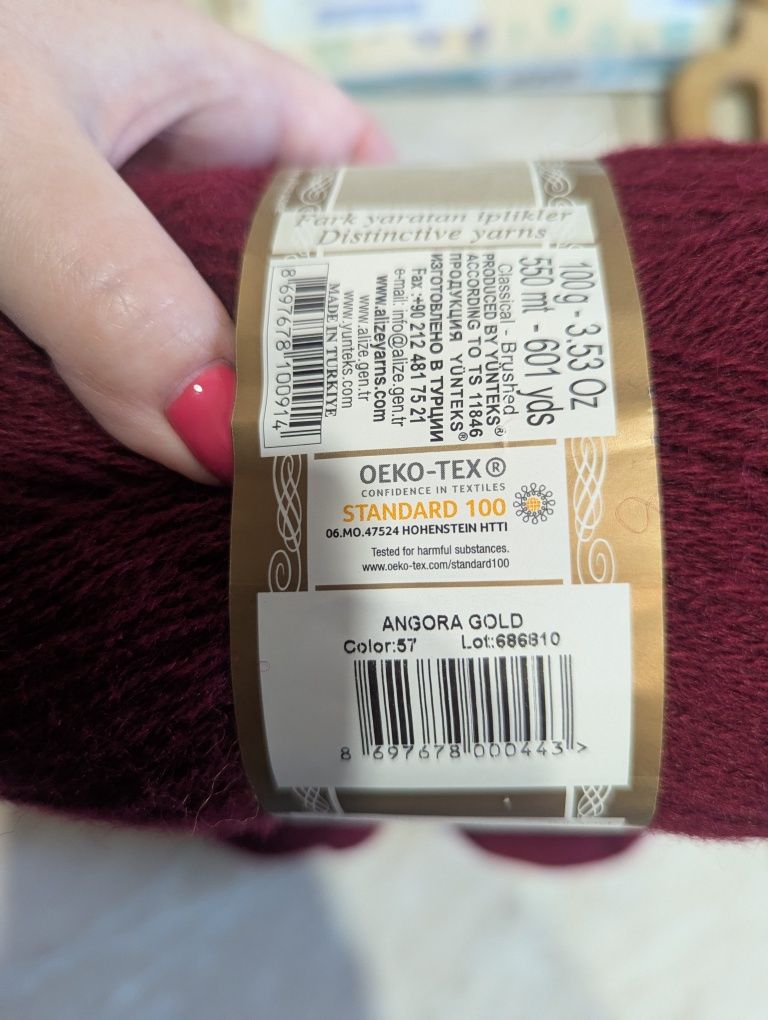 Fark yaratan iplikler
Distinctive yarns
100g - 3.53 Oz
550 mt - 601 yds
Classical - Brushed
PRODUCED BY YÜNTEKS®
ACCORDING TO TS 11846
ПРОДУКЦИЯ YÜNTEKS®
ИЗГОТОВЛЕНО В ТУРЦИИ
Fax :+90 212 481 75 21
e-mail: info@alize.gen.tr
www.alizeyarns.com
www.alize.gen.tr
www.yunteks.com
MADE IN TURKIYE
8 697678 100914
OEKO-TEX®
CONFIDENCE IN TEXTILES
STANDARD 100
06.MO.47524 HOHENSTEIN HTTI
Tested for harmful substances.
www.oeko-tex.com/standard100
ANGORA GOLD
Color:57 Lot:686810
8 697678 000443 >